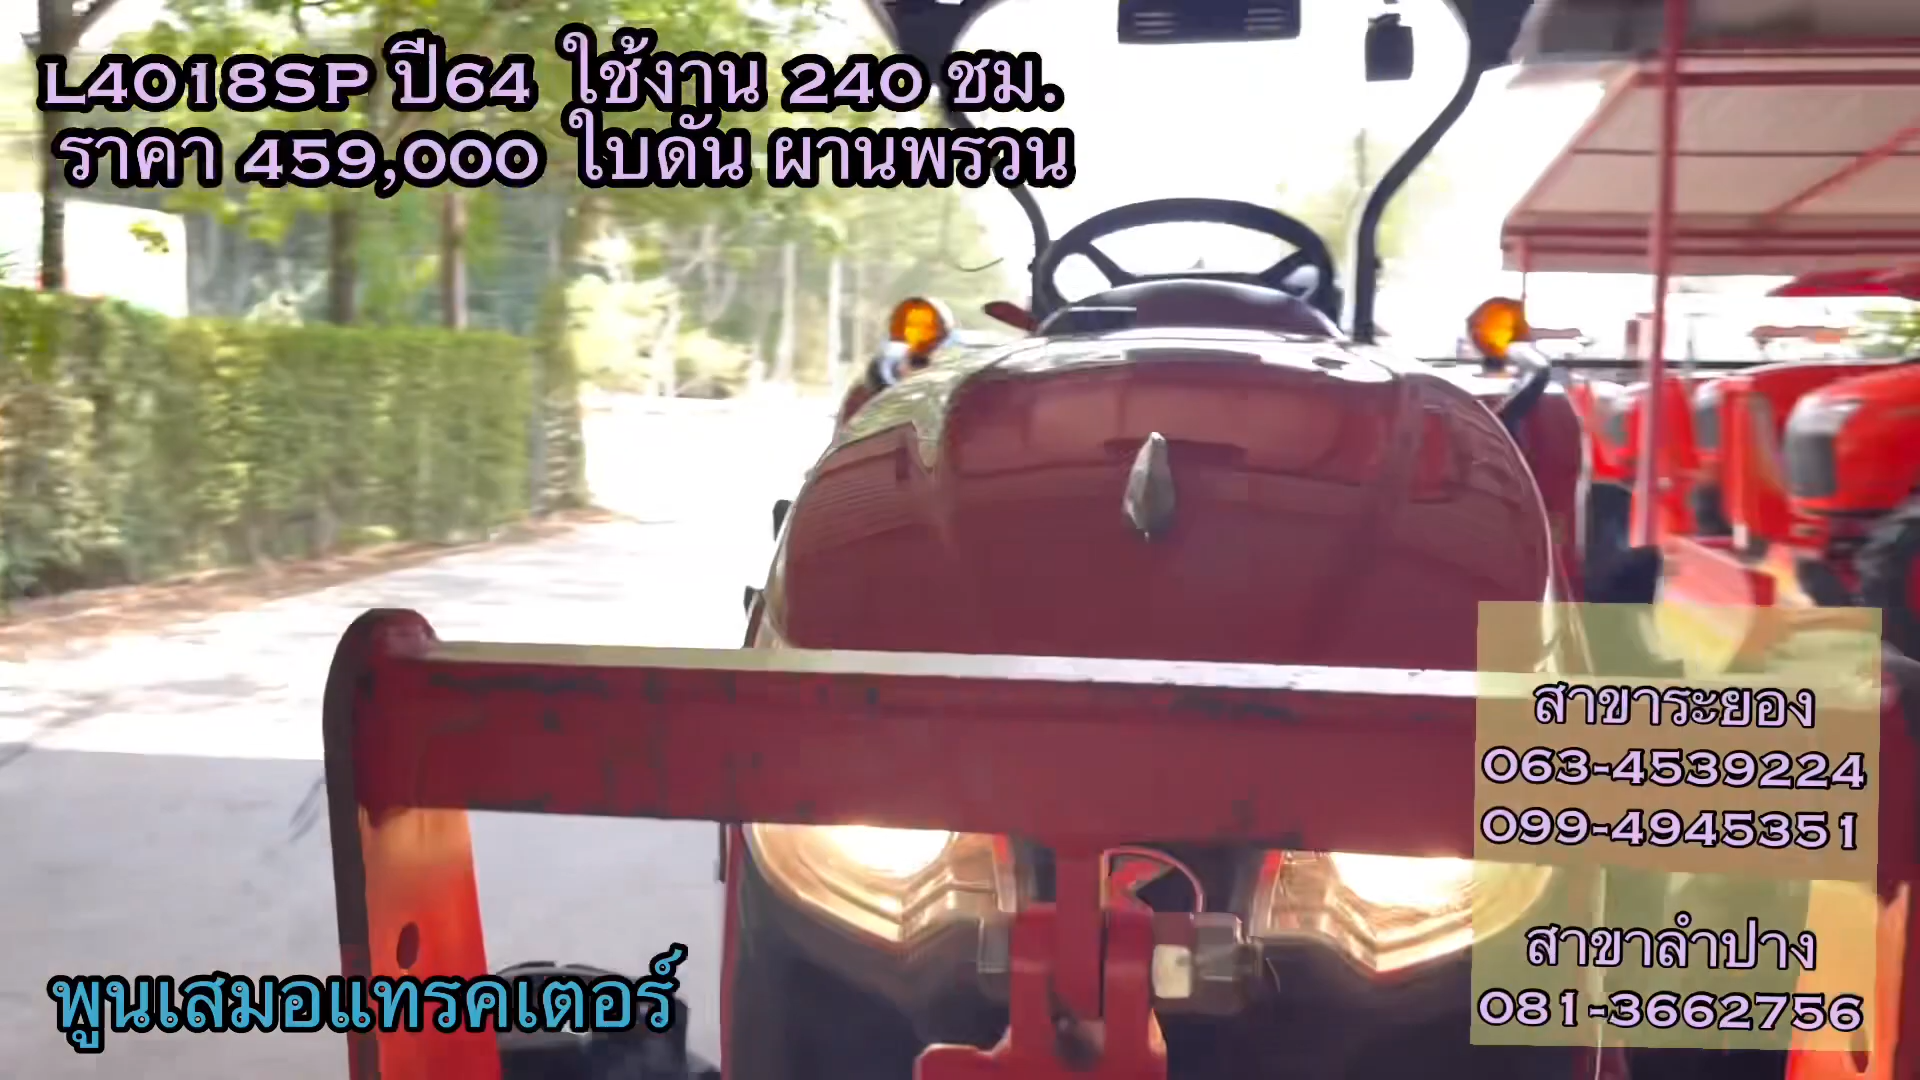 L4018SP ปี64 ใช้งาน 240 ชม.
ราคา 459,000 ใบดัน ผานพรวน
สาขาระยอง
063-4539224
099-4945351
สาขาลำปาง
081-3662756
พูนเสมอแทรคเตอร์